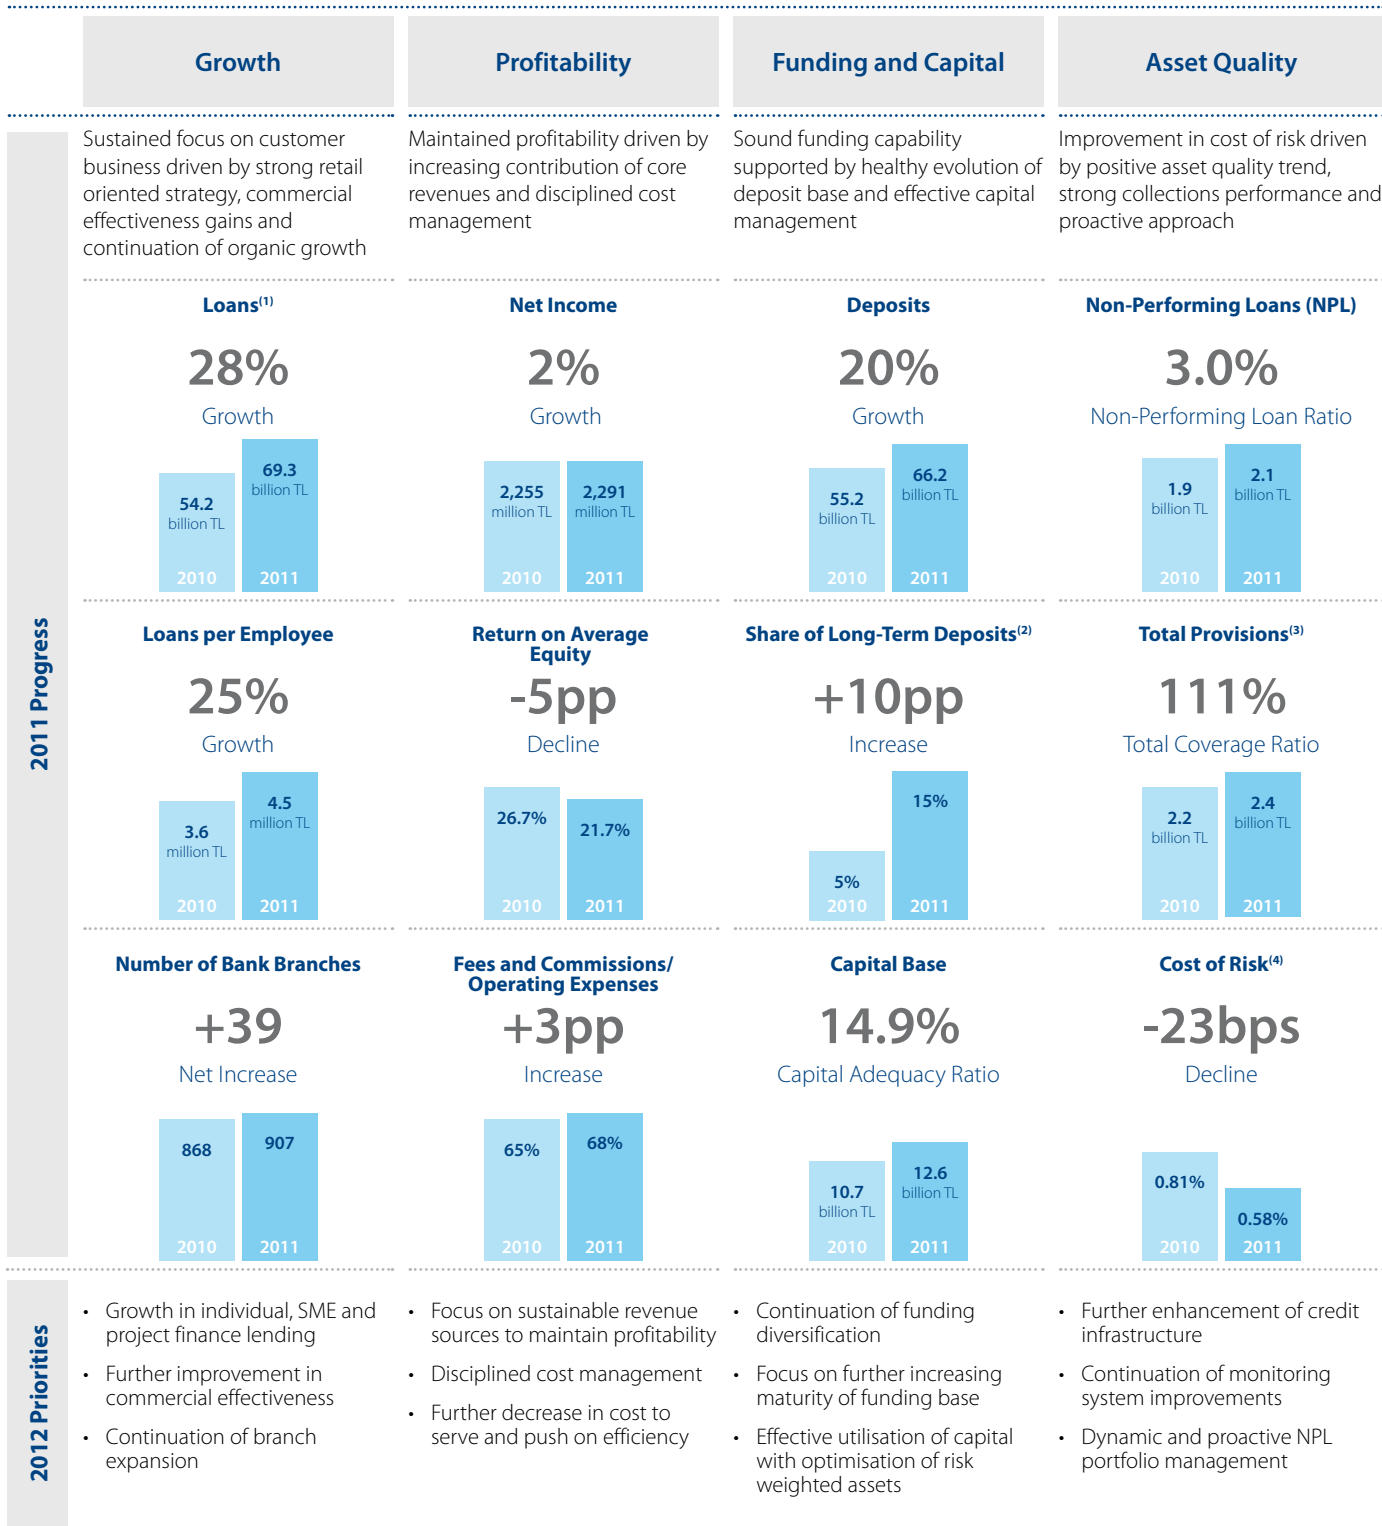 Growth
Profitability
Funding and Capital
Asset Quality
2011 Progress
Sustained focus on customer
business driven by strong retail
oriented strategy, commercial
effectiveness gains and
continuation of organic growth
Maintained profitability driven by
increasing contribution of core
revenues and disciplined cost
management
Sound funding capability
supported by healthy evolution of
deposit base and effective capital
management
Improvement in cost of risk driven
by positive asset quality trend,
strong collections performance and
proactive approach
Loans(1)
28%
Growth
54.2
billion TL
2010
69.3
billion TL
2011
Net Income
2%
Growth
2,255
million TL
2010
2,291
million TL
2011
Deposits
20%
Growth
55.2
billion TL
2010
66.2
billion TL
2011
Non-Performing Loans (NPL)
3.0%
Non-Performing Loan Ratio
1.9
billion TL
2010
2.1
billion TL
2011
Loans per Employee
25%
Growth
3.6
million TL
2010
4.5
million TL
2011
Return on Average
Equity
-5pp
Decline
26.7%
2010
21.7%
2011
Share of Long-Term Deposits(2)
+10pp
Increase
5%
2010
15%
2011
Total Provisions(3)
111%
Total Coverage Ratio
2.2
billion TL
2010
2.4
billion TL
2011
Number of Bank Branches
+39
Net Increase
868
2010
907
2011
Fees and Commissions/
Operating Expenses
+3pp
Increase
65%
2010
68%
2011
Capital Base
14.9%
Capital Adequacy Ratio
10.7
billion TL
2010
12.6
billion TL
2011
Cost of Risk(4)
-23bps
Decline
0.81%
2010
0.58%
2011
2012 Priorities
• Growth in individual, SME and
project finance lending
• Further improvement in
commercial effectiveness
• Continuation of branch
expansion
• Focus on sustainable revenue
sources to maintain profitability
• Disciplined cost management
• Further decrease in cost to
serve and push on efficiency
• Continuation of funding
diversification
• Focus on further increasing
maturity of funding base
• Effective utilisation of capital
with optimisation of risk
weighted assets
• Further enhancement of credit
infrastructure
• Continuation of monitoring
system improvements
• Dynamic and proactive NPL
portfolio management